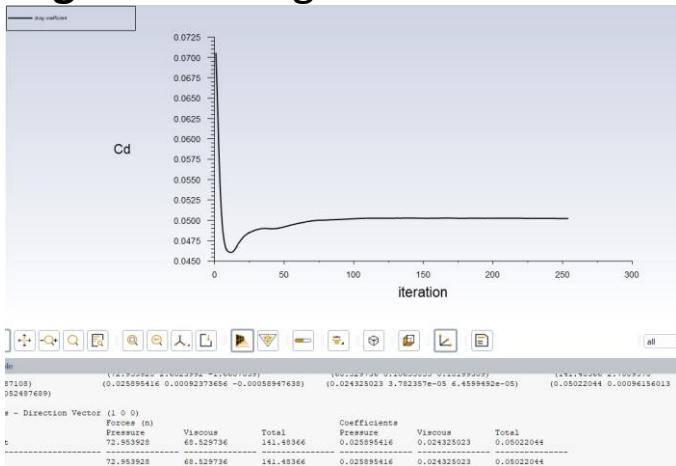 drag-coefficient
0.0725
0.0700
0.0675
0.0650
0.0625
0.0600
Cd
0.0575
0.0550
0.0525
0.0500
0.0475
0.0450
0 50 100 150 200 250 300
iteration
all
87108) (0.025895416 0.00092373656 -0.00058947638) (0.024325023 3.782357e-05 6.4599492e-05) (0.05022044 0.00096156013
052487689)
e - Direction Vector (1 0 0)
Forces (n) Coefficients
Pressure Viscous Total Pressure Viscous Total
t 72.953928 68.529736 141.48366 0.025895416 0.024325023 0.05022044
72.953928 68.529736 141.48366 0.025895416 0.024325023 0.05022044